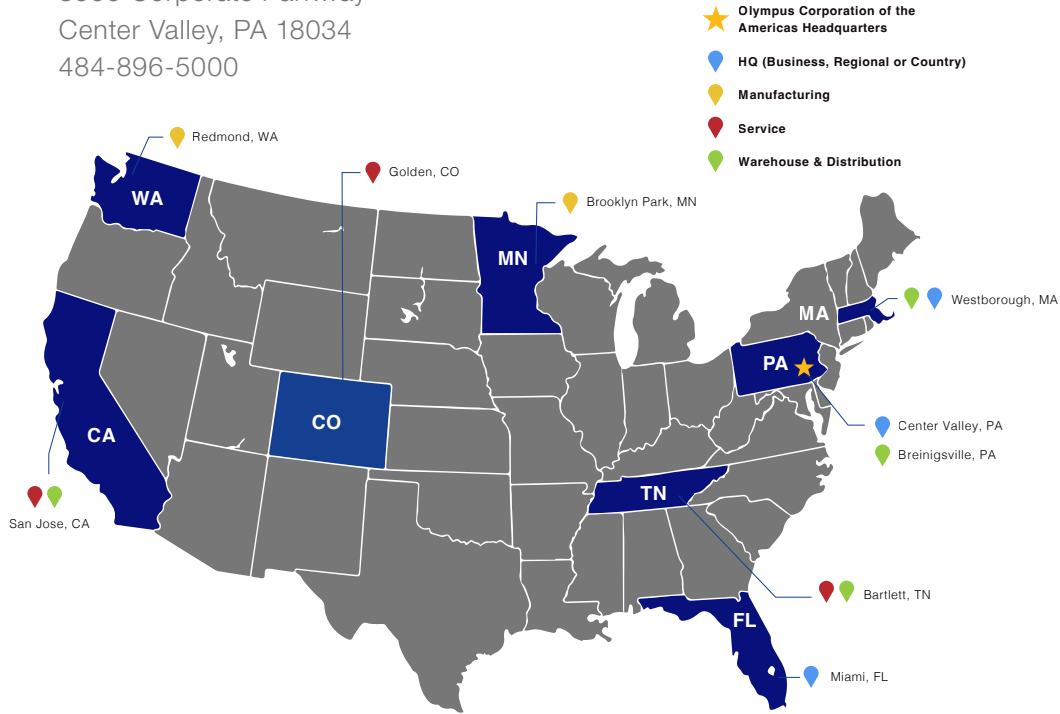 Center Valley, PA 18034
484-896-5000
Olympus Corporation of the
Americas Headquarters
HQ (Business, Regional or Country)
Manufacturing
Service
Warehouse & Distribution
Redmond, WA
Golden, CO
Brooklyn Park, MN
WA
MN
Westborough, MA
MA
PA
CO
CA
Center Valley, PA
Breinigsville, PA
TN
San Jose, CA
Bartlett, TN
FL
Miami, FL